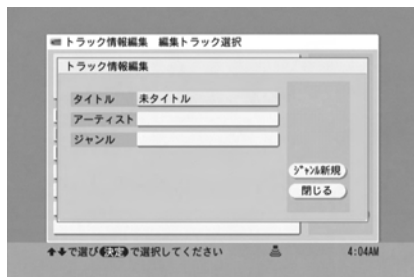 トラック情報編集 編集トラック選択
トラック情報編集
タイトル 未タイトル
アーティスト
ジャンル
ジャンル新規
閉じる
↑↓で選び決定で選択してください 4:04AM